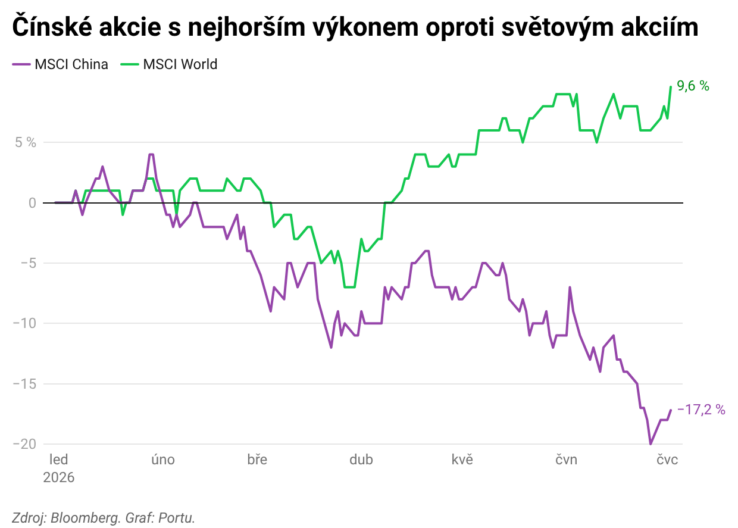 Čínské akcie s nejhorším výkonem oproti světovým akciím
MSCI China MSCI World
9,6 %
5 %
0
−5
−10
−15
−17,2 %
−20
led úno bře dub kvě čvn čvc
2026
Zdroj: Bloomberg. Graf: Portu.